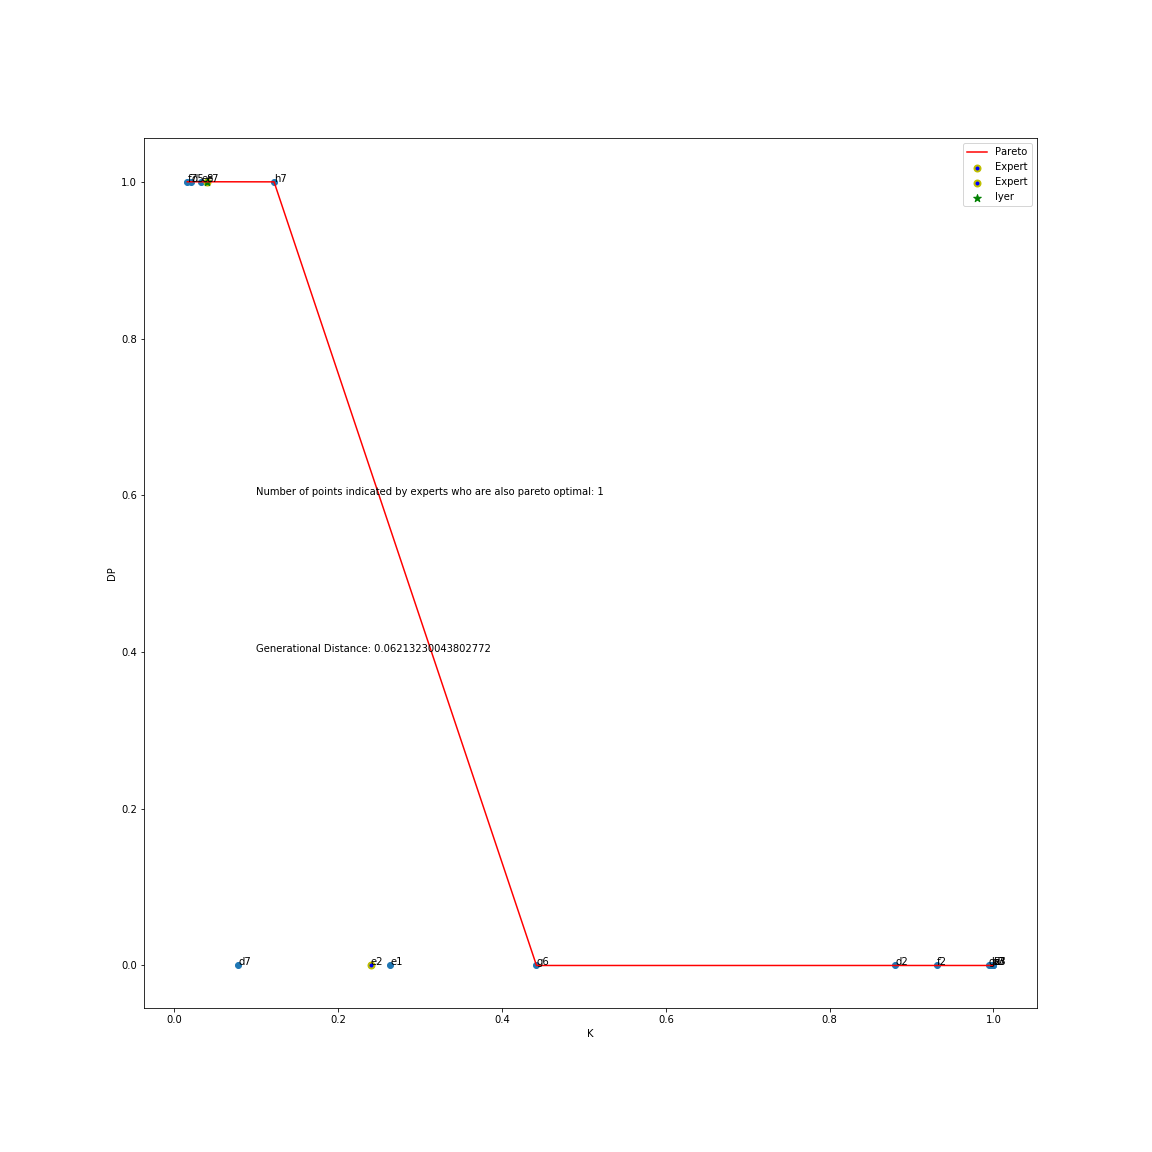 Pareto
Expert
Expert
Iyer
h7
1.0
0.8
Number of points indicated by experts who are also pareto optimal: 1
0.6
DP
Generational Distance: 0.06213230043802772
0.4
0.2
d7
e2
e1
g6
d2
f2
0.0
0.0
0.2
0.4
0.6
0.8
1.0
K